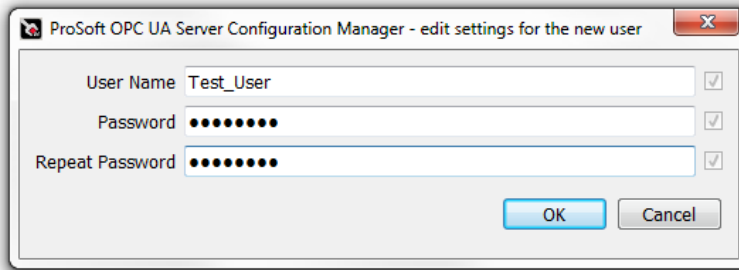 ProSoft OPC UA Server Configuration Manager - edit settings for the new user
User Name Test_User
Password ●●●●●●●●
Repeat Password ●●●●●●●●
OK Cancel